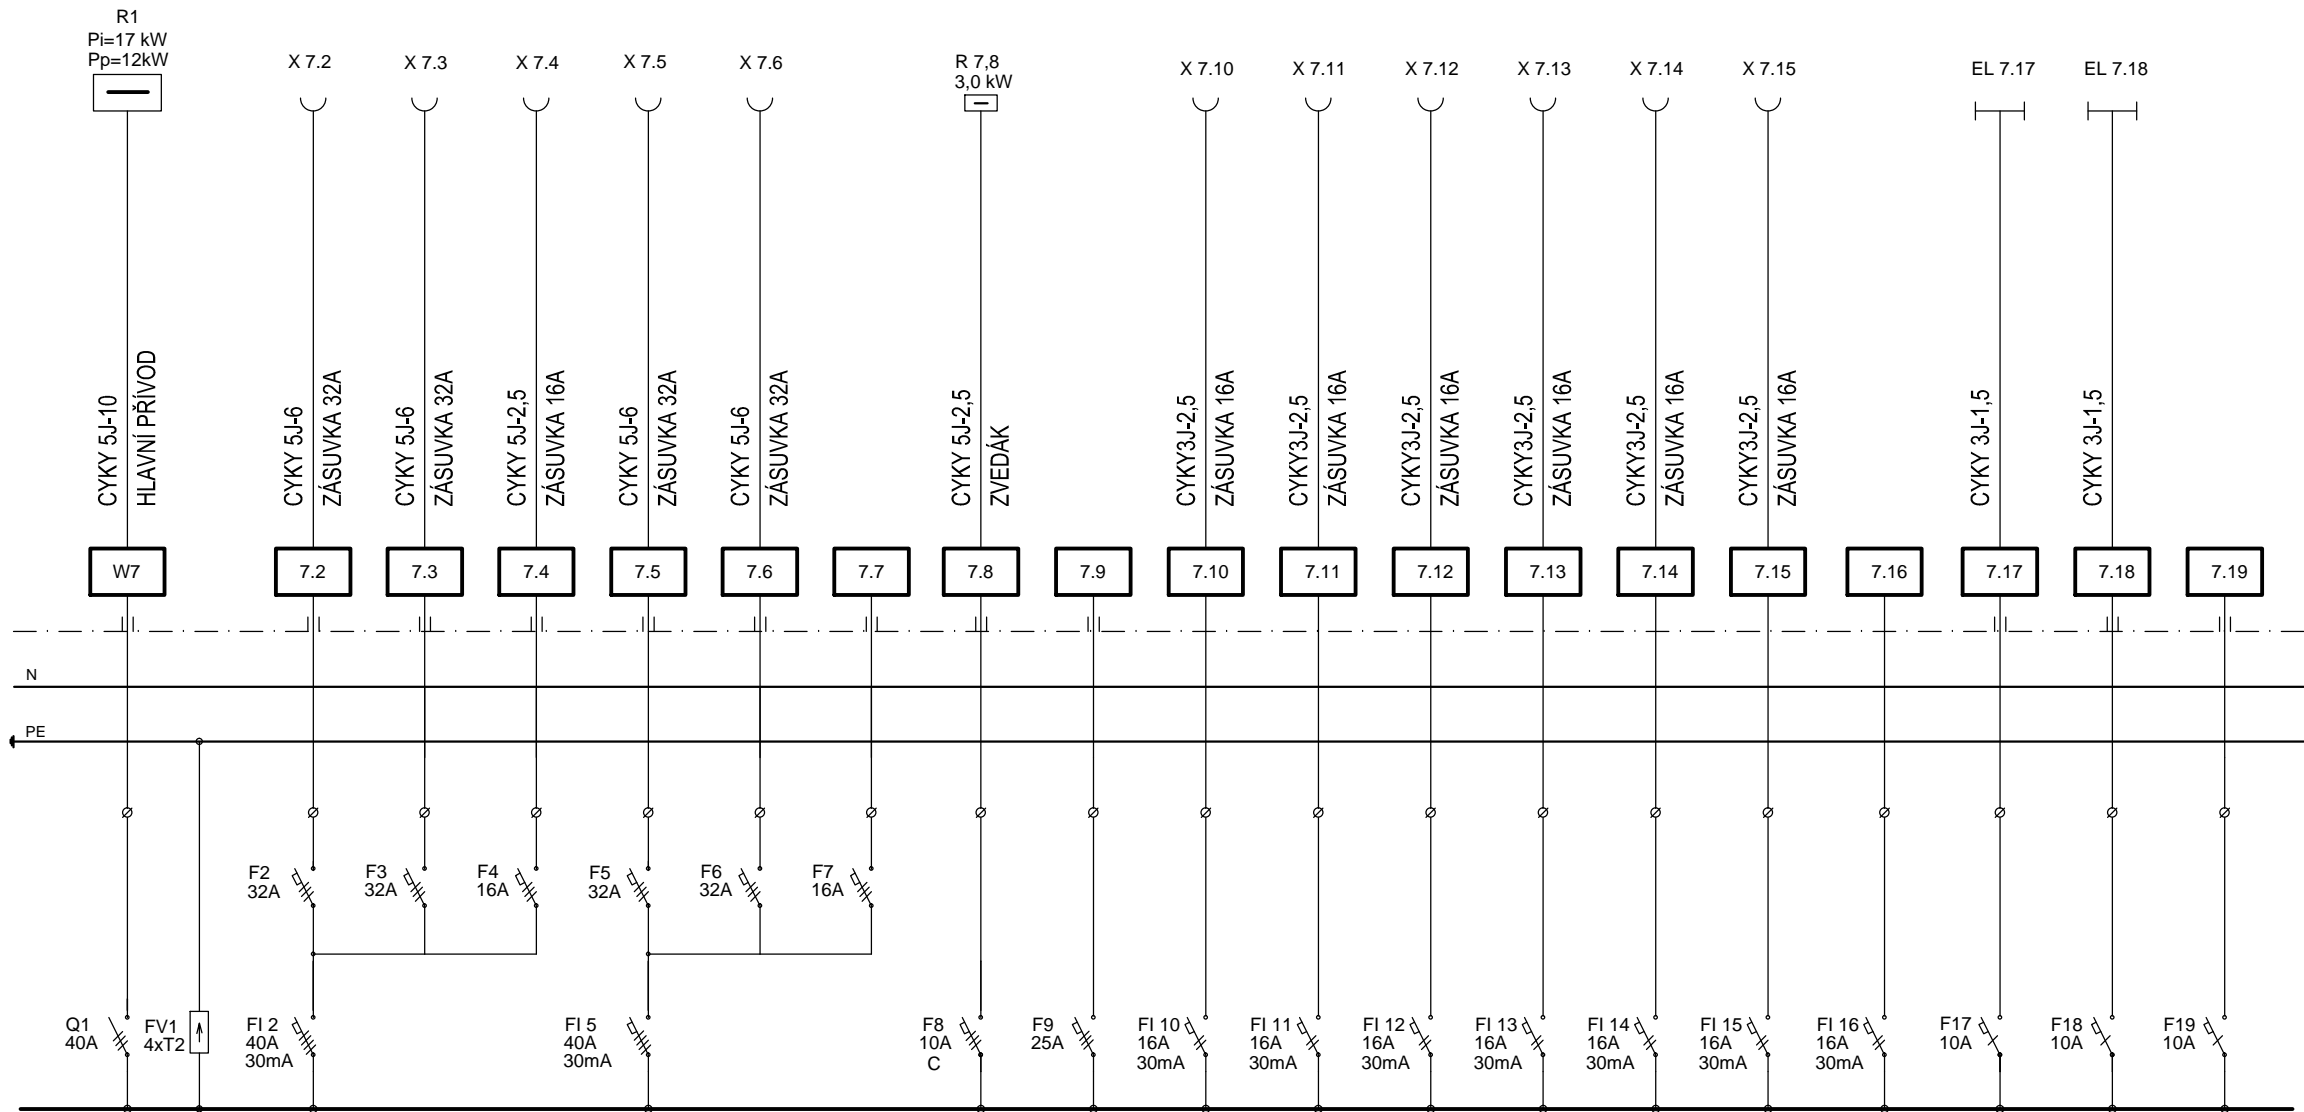 R1
Pi=17 kW
Pp=12kW
X 7.2
X 7.3
X 7.4
X 7.5
X 7.6
R 7,8
3,0 kW
X 7.10
X 7.11
X 7.12
X 7.13
X 7.14
X 7.15
EL 7.17
EL 7.18
CYKY 5J-10
HLAVNÍ PŘÍVOD
CYKY 5J-6
ZÁSUVKA 32A
CYKY 5J-6
ZÁSUVKA 32A
CYKY 5J-2,5
ZÁSUVKA 16A
CYKY 5J-6
ZÁSUVKA 32A
CYKY 5J-6
ZÁSUVKA 32A
CYKY 5J-2,5
ZVEDÁK
CYKY3J-2,5
ZÁSUVKA 16A
CYKY3J-2,5
ZÁSUVKA 16A
CYKY3J-2,5
ZÁSUVKA 16A
CYKY3J-2,5
ZÁSUVKA 16A
CYKY3J-2,5
ZÁSUVKA 16A
CYKY3J-2,5
ZÁSUVKA 16A
CYKY 3J-1,5
CYKY 3J-1,5
W7
7.2
7.3
7.4
7.5
7.6
7.7
7.8
7.9
7.10
7.11
7.12
7.13
7.14
7.15
7.16
7.17
7.18
7.19
N
PE
F2
32A
F3
32A
F4
16A
F5
32A
F6
32A
F7
16A
Q1
40A
FV1
4xT2
FI 2
40A
30mA
FI 5
40A
30mA
F8
10A
C
F9
25A
FI 10
16A
30mA
FI 11
16A
30mA
FI 12
16A
30mA
FI 13
16A
30mA
FI 14
16A
30mA
FI 15
16A
30mA
FI 16
16A
30mA
F17
10A
F18
10A
F19
10A